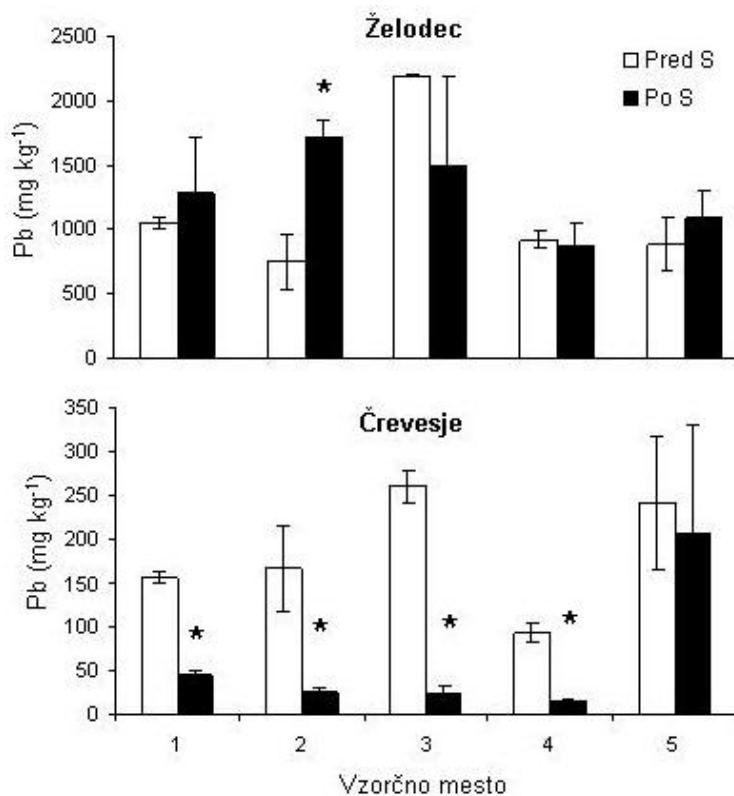 Želodec
Pred S
Po S
Pb (mg kg⁻¹)
2500
2000
1500
1000
500
0
*
Črevesje
Pb (mg kg⁻¹)
350
300
250
200
150
100
50
0
* * * *
1 2 3 4 5
Vzorčno mesto